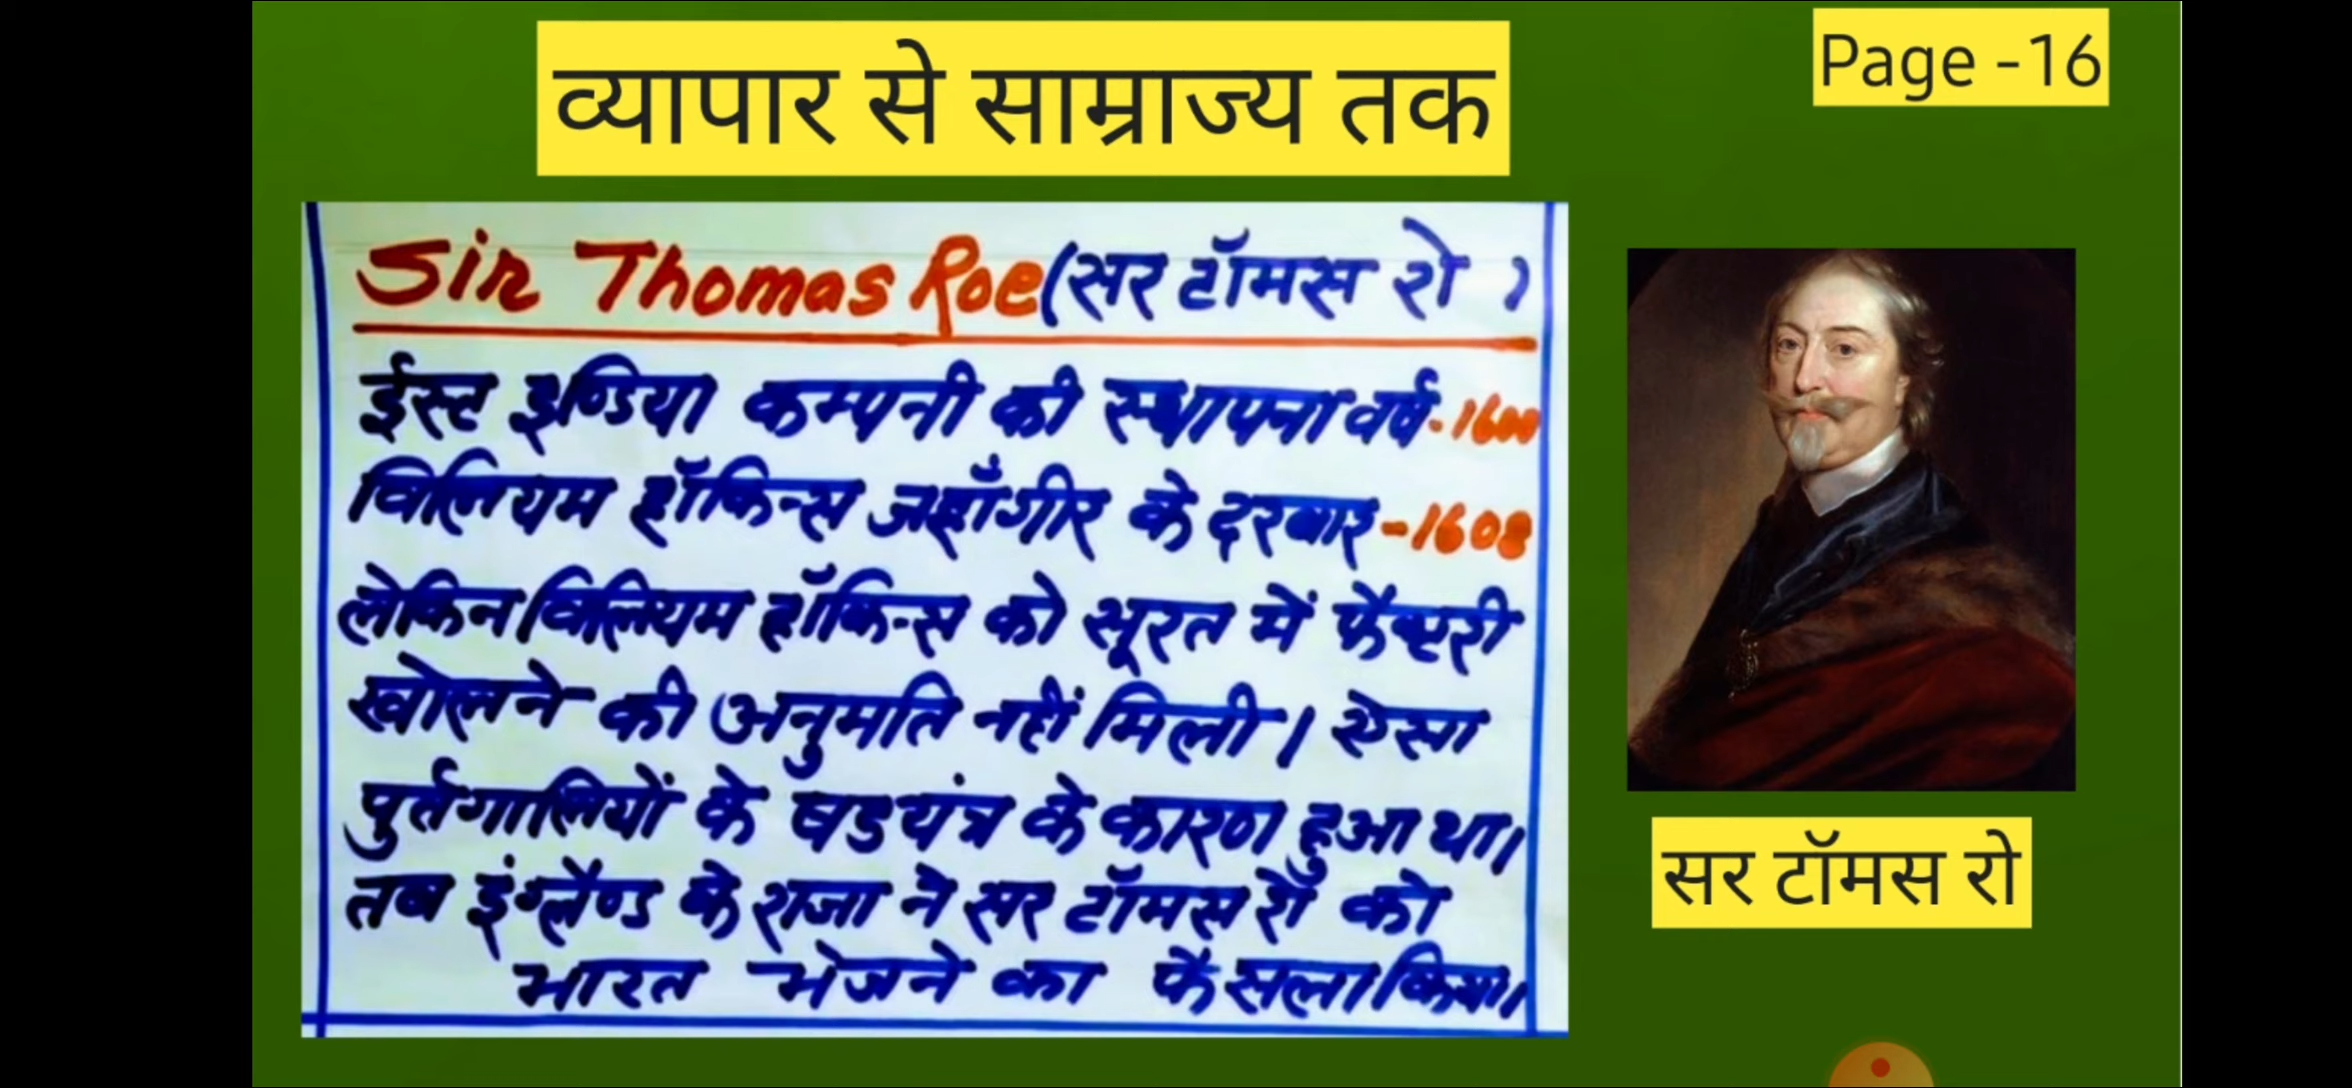 व्यापार से साम्राज्य तक
Page -16
Sir Thomas Roe (सर टॉमस रो )
ईस्ट इण्डिया कम्पनी की स्थापना वर्ष-1600
विलियम हॉकिन्स जहाँगीर के दरबार-1608
लेकिन विलियम हॉकिन्स को सूरत में फैक्ट्री
खोलने की अनुमति नहीं मिली। ऐसा
पुर्तगालियों के षडयंत्र के कारण हुआ था।
तब इंग्लैण्ड के राजा ने सर टॉमस रो को
भारत भेजने का फैसला किया।
सर टॉमस रो